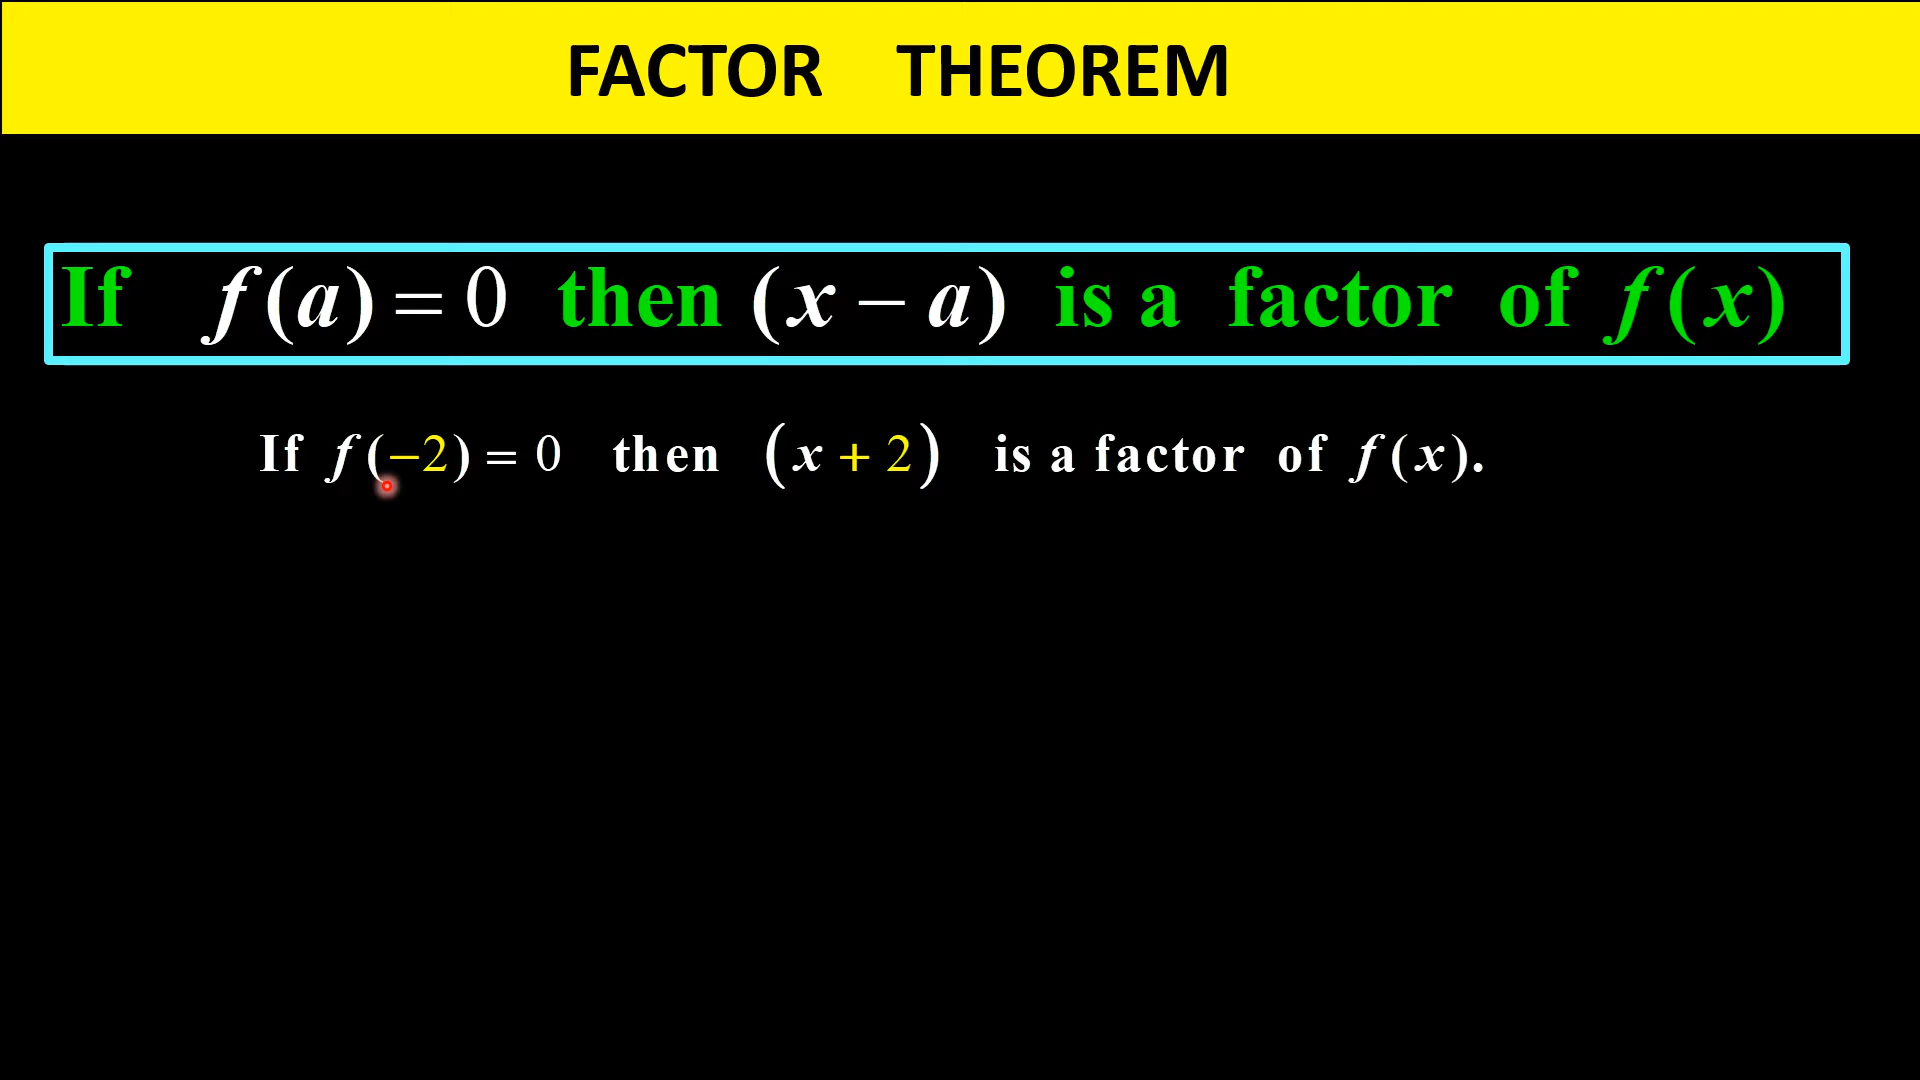 FACTOR THEOREM
If f(a) = 0 then (x − a) is a factor of f(x)
If f(−2) = 0 then (x + 2) is a factor of f(x).